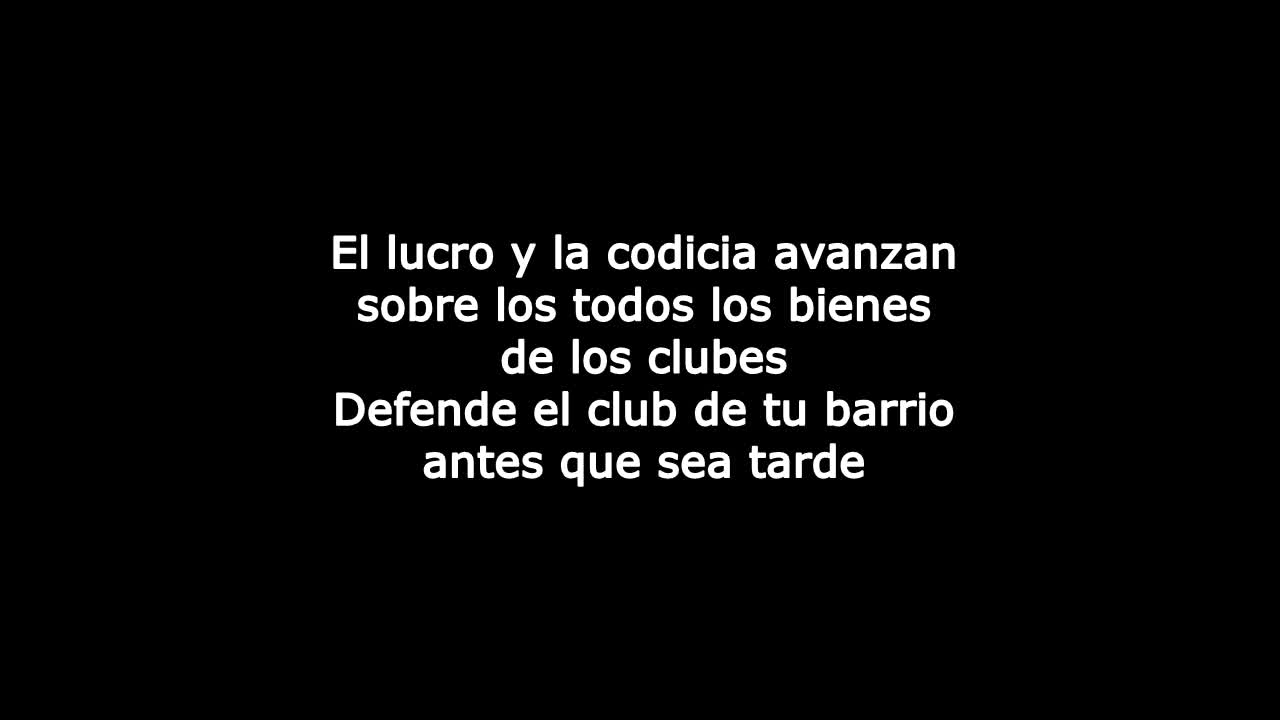 El lucro y la codicia avanzan
sobre los todos los bienes
de los clubes
Defende el club de tu barrio
antes que sea tarde